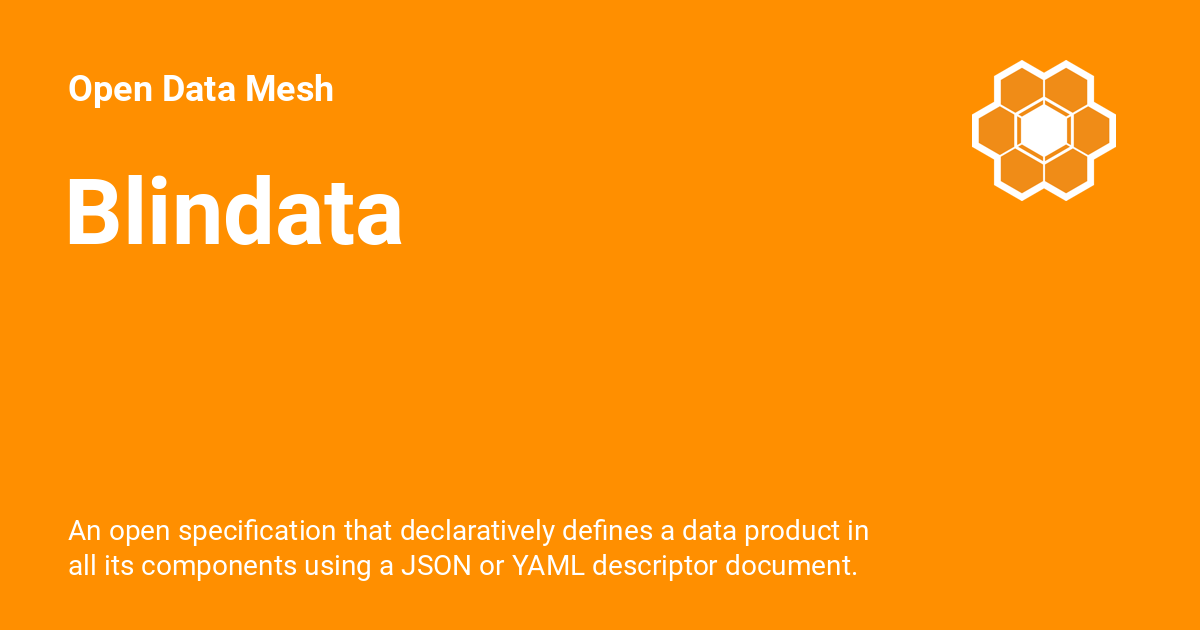 Open Data Mesh
Blindata
An open specification that declaratively defines a data product in
all its components using a JSON or YAML descriptor document.